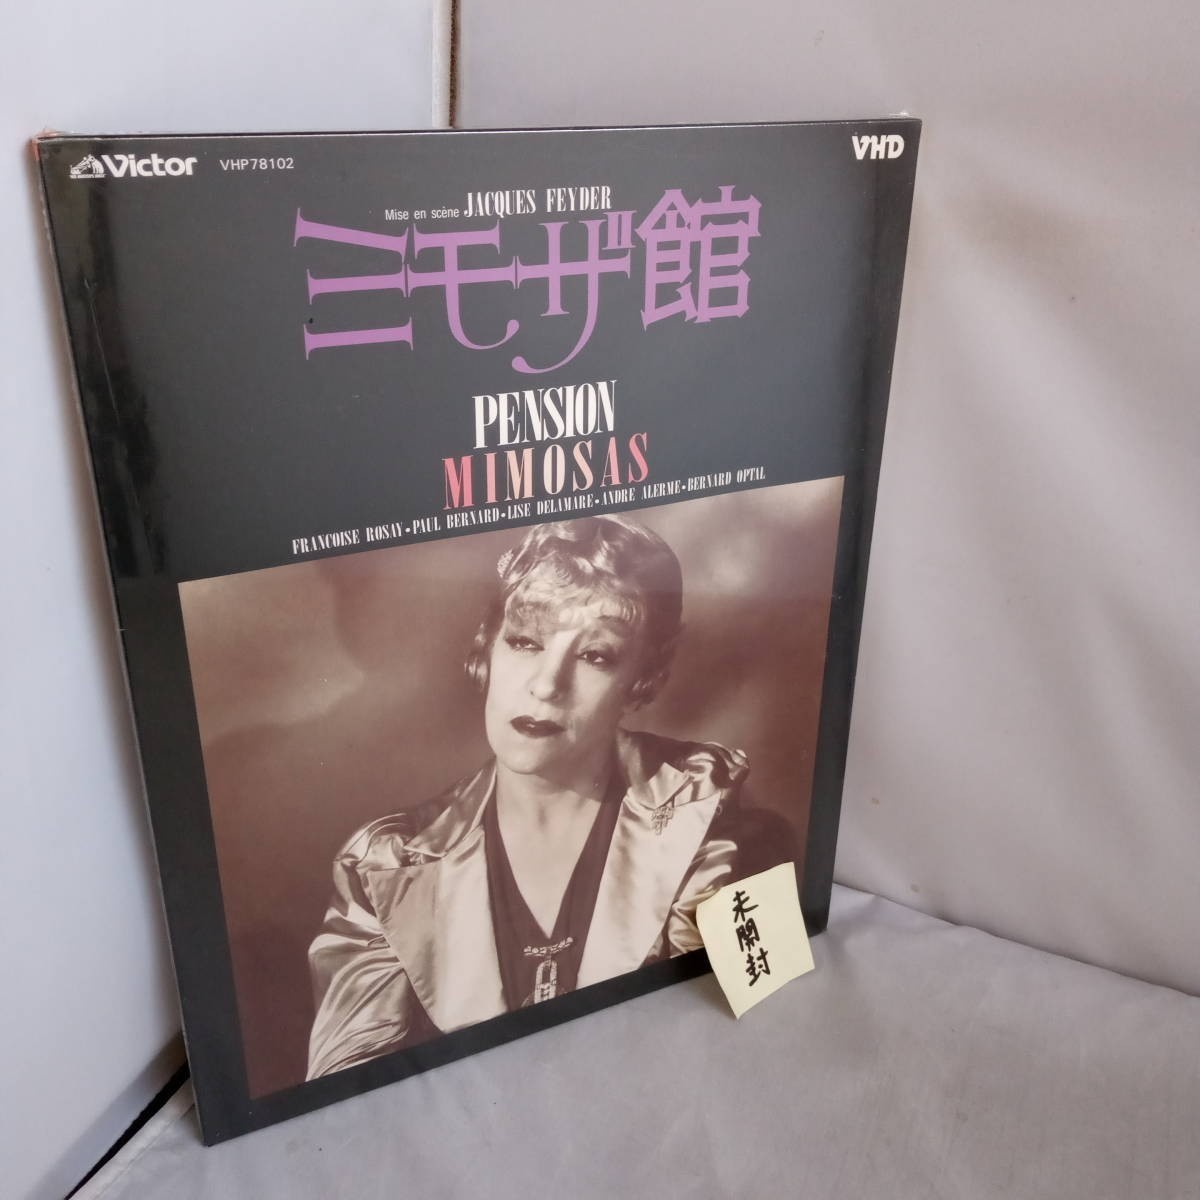 Victor VHP78102
VHD
Mise en scène JACQUES FEYDER
ミモザ館
PENSION
MIMOSAS
FRANCOISE ROSAY・PAUL BERNARD・LISE DELAMARE・ANDRE ALERME・BERNARD OPTAL
未開封